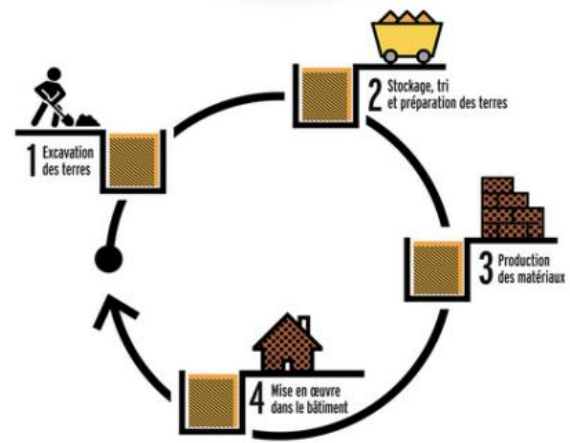 1 Excavation
des terres
2 Stockage, tri
et préparation des terres
3 Production
des matériaux
4 Mise en œuvre
dans le bâtiment